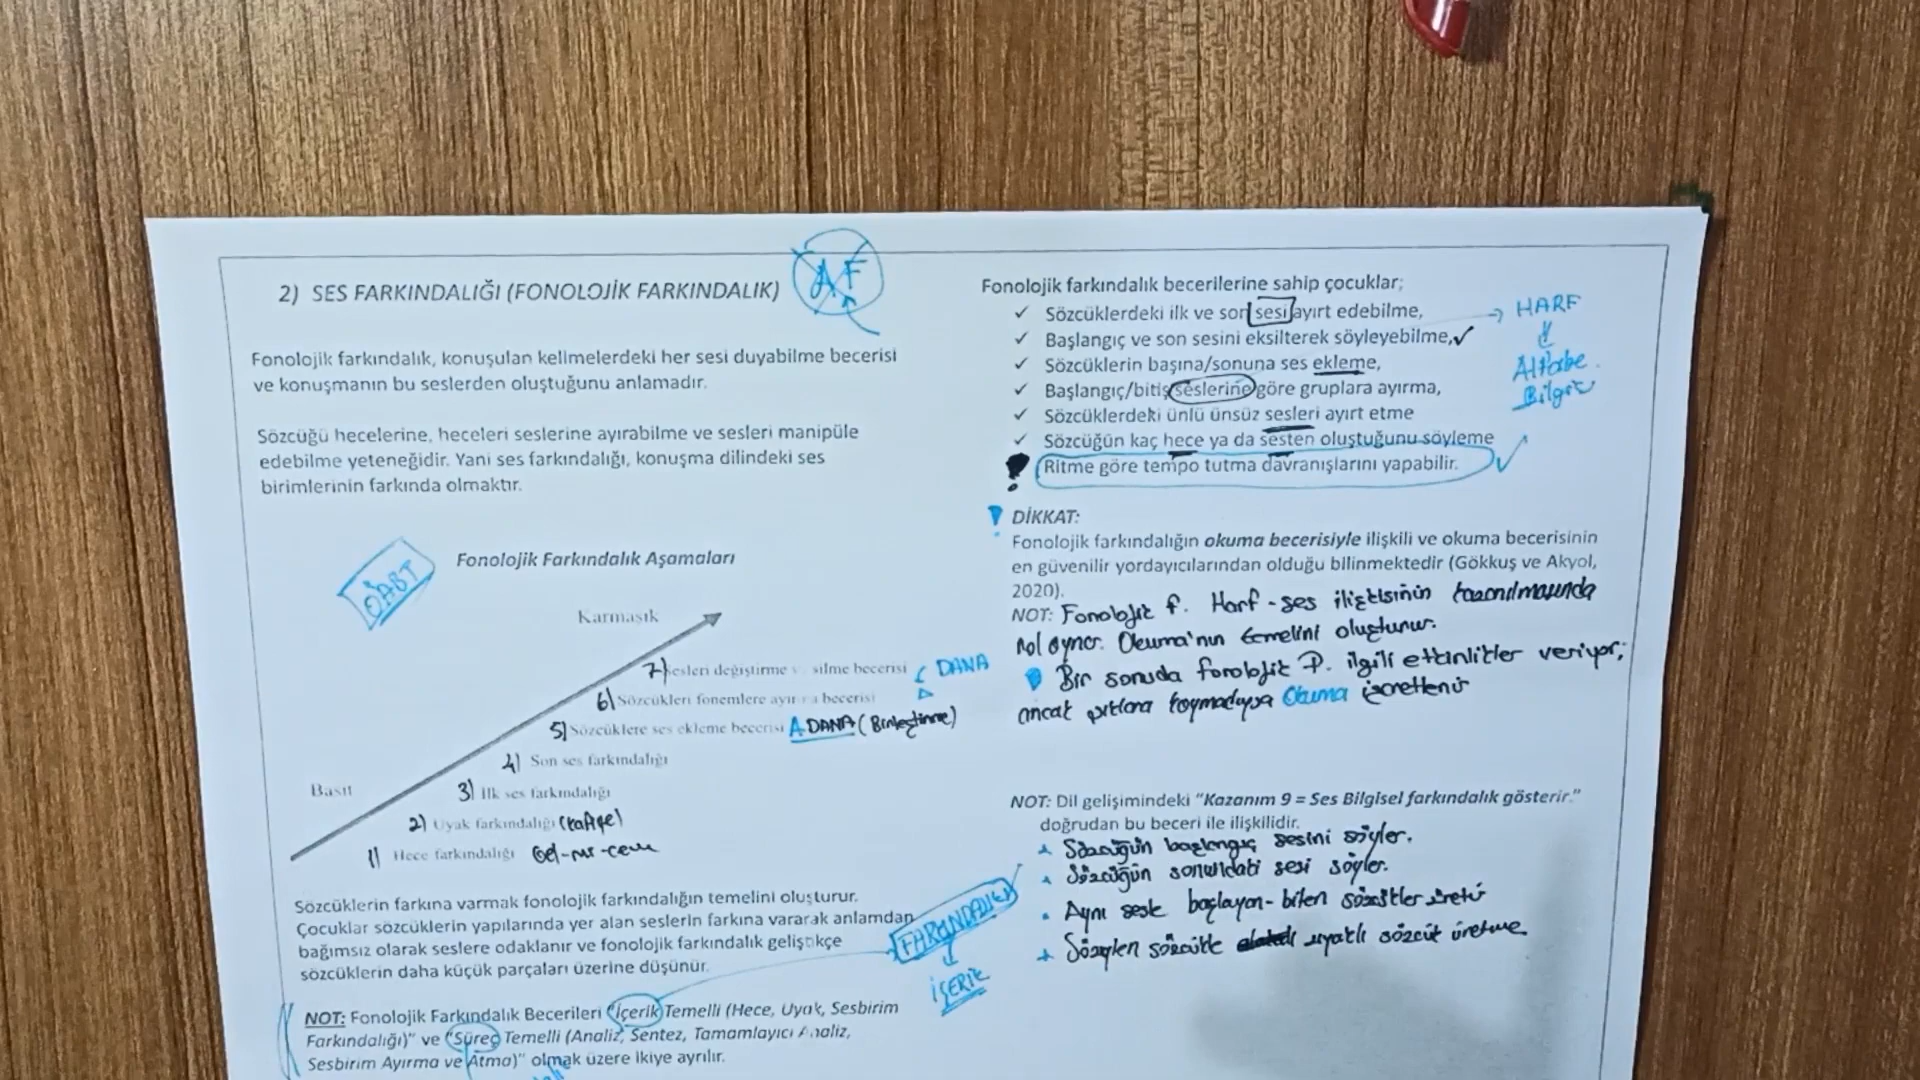 2) SES FARKINDALIĞI (FONOLOJİK FARKINDALIK)
AF
Fonolojik farkındalık, konuşulan kelimelerdeki her sesi duyabilme becerisi
ve konuşmanın bu seslerden oluştuğunu anlamadır.
Sözcüğü hecelerine, heceleri seslerine ayırabilme ve sesleri manipüle
edebilme yeteneğidir. Yani ses farkındalığı, konuşma dilindeki ses
birimlerinin farkında olmaktır.
ÖABT
Fonolojik Farkındalık Aşamaları
Karmaşık
7) sesleri değiştirme silme becerisi DANA
6) Sözcükleri fonemlere ayırma becerisi
5) Sözcüklere ses ekleme becerisi ADANA (Birleştirme)
4) Son ses farkındalığı
Basit
3) İlk ses farkındalığı
2) Uyak farkındalığı (kafiye)
1) Hece farkındalığı
Sözcüklerin farkına varmak fonolojik farkındalığın temelini oluşturur.
Çocuklar sözcüklerin yapılarında yer alan seslerin farkına vararak anlamdan
bağımsız olarak seslere odaklanır ve fonolojik farkındalık geliştikçe
sözcüklerin daha küçük parçaları üzerine düşünür.
FARKINDALIĞI
İÇERİK
NOT: Fonolojik Farkındalık Becerileri "İçerik Temelli (Hece, Uyak, Sesbirim
Farkındalığı)" ve "Süreç Temelli (Analiz, Sentez, Tamamlayıcı Analiz,
Sesbirim Ayırma ve Atma)" olmak üzere ikiye ayrılır.
Fonolojik farkındalık becerilerine sahip çocuklar;
✓ Sözcüklerdeki ilk ve son sesi ayırt edebilme,
✓ Başlangıç ve son sesini eksilterek söyleyebilme,✓
✓ Sözcüklerin başına/sonuna ses ekleme,
✓ Başlangıç/bitiş seslerine göre gruplara ayırma,
✓ Sözcüklerdeki ünlü ünsüz sesleri ayırt etme
✓ Sözcüğün kaç hece ya da sesten oluştuğunu söyleme
! Ritme göre tempo tutma davranışlarını yapabilir.
→ HARF
Alfabe
Bilgisi
! DİKKAT:
Fonolojik farkındalığın okuma becerisiyle ilişkili ve okuma becerisinin
en güvenilir yordayıcılarından olduğu bilinmektedir (Gökkuş ve Akyol,
2020).
NOT: Fonolojik f. Harf-ses ilişkisinin kazanılmasında
rol oynar. Okuma'nın temelini oluşturur.
Bir soruda fonolojik f. ilgili etkinlikler veriyor;
ancak şıklara koymadıysa Okuma işaretlenir
NOT: Dil gelişimindeki "Kazanım 9 = Ses Bilgisel farkındalık gösterir."
doğrudan bu beceri ile ilişkilidir.
Sözcüğün başlangıç sesini söyler.
Sözcüğün sonundaki sesi söyler.
Aynı sesle başlayan-biten sözcükler üretir
Söylenen sözcükle uyaklı sözcük üretme